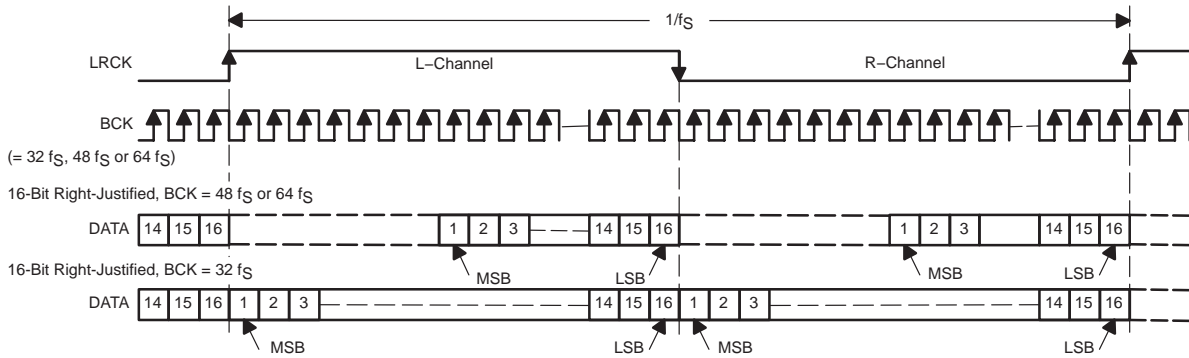 1/fS
LRCK
L–Channel
R–Channel
BCK
(= 32 fS, 48 fS or 64 fS)
16-Bit Right-Justified, BCK = 48 fS or 64 fS
DATA 14 15 16 1 2 3 14 15 16 1 2 3 14 15 16
MSB LSB MSB LSB
16-Bit Right-Justified, BCK = 32 fS
DATA 14 15 16 1 2 3 14 15 16 1 2 3 14 15 16
MSB LSB MSB LSB